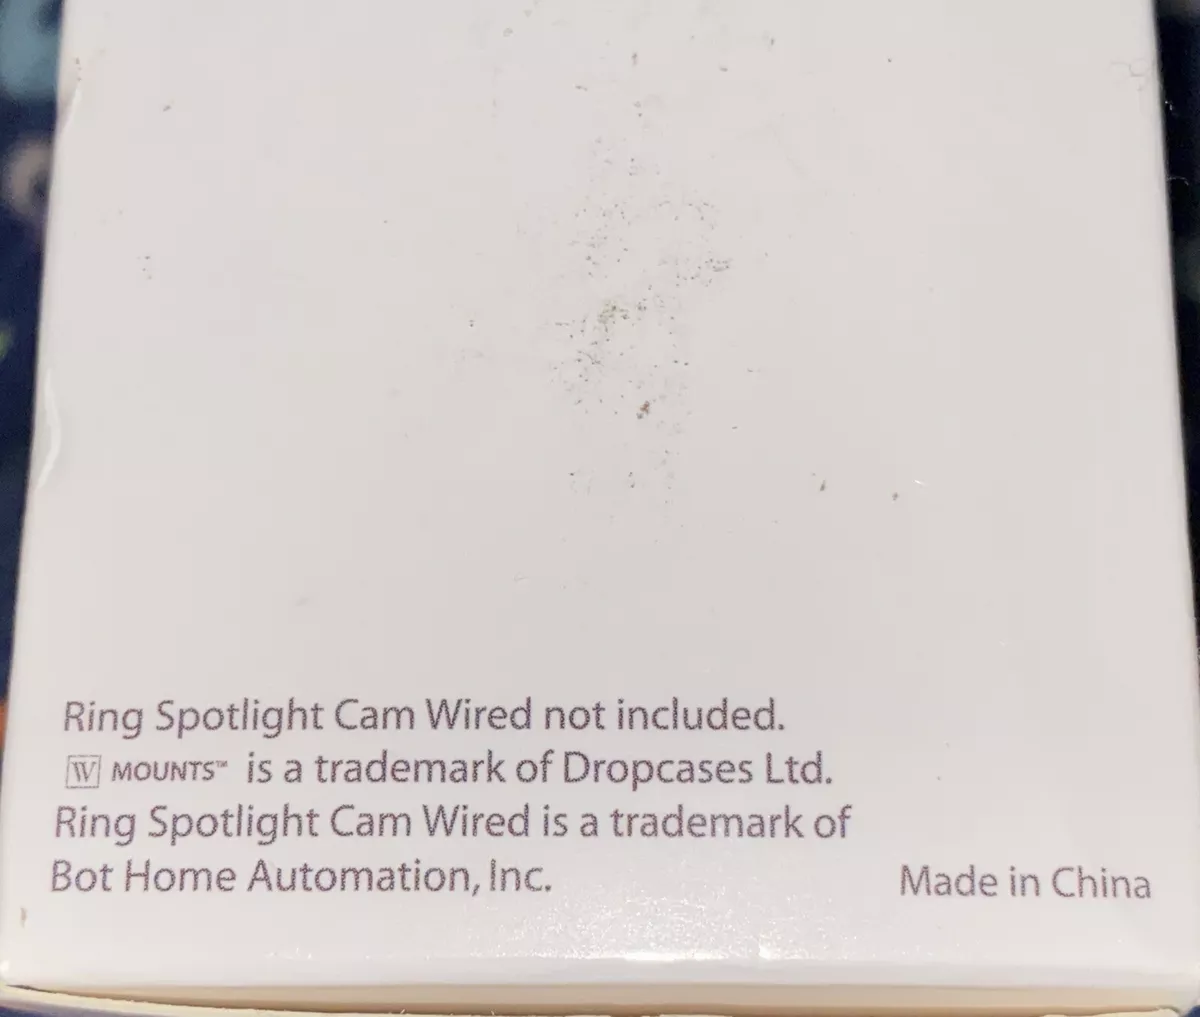 Ring Spotlight Cam Wired not included.
W MOUNTS™ is a trademark of Dropcases Ltd.
Ring Spotlight Cam Wired is a trademark of
Bot Home Automation, Inc.
Made in China